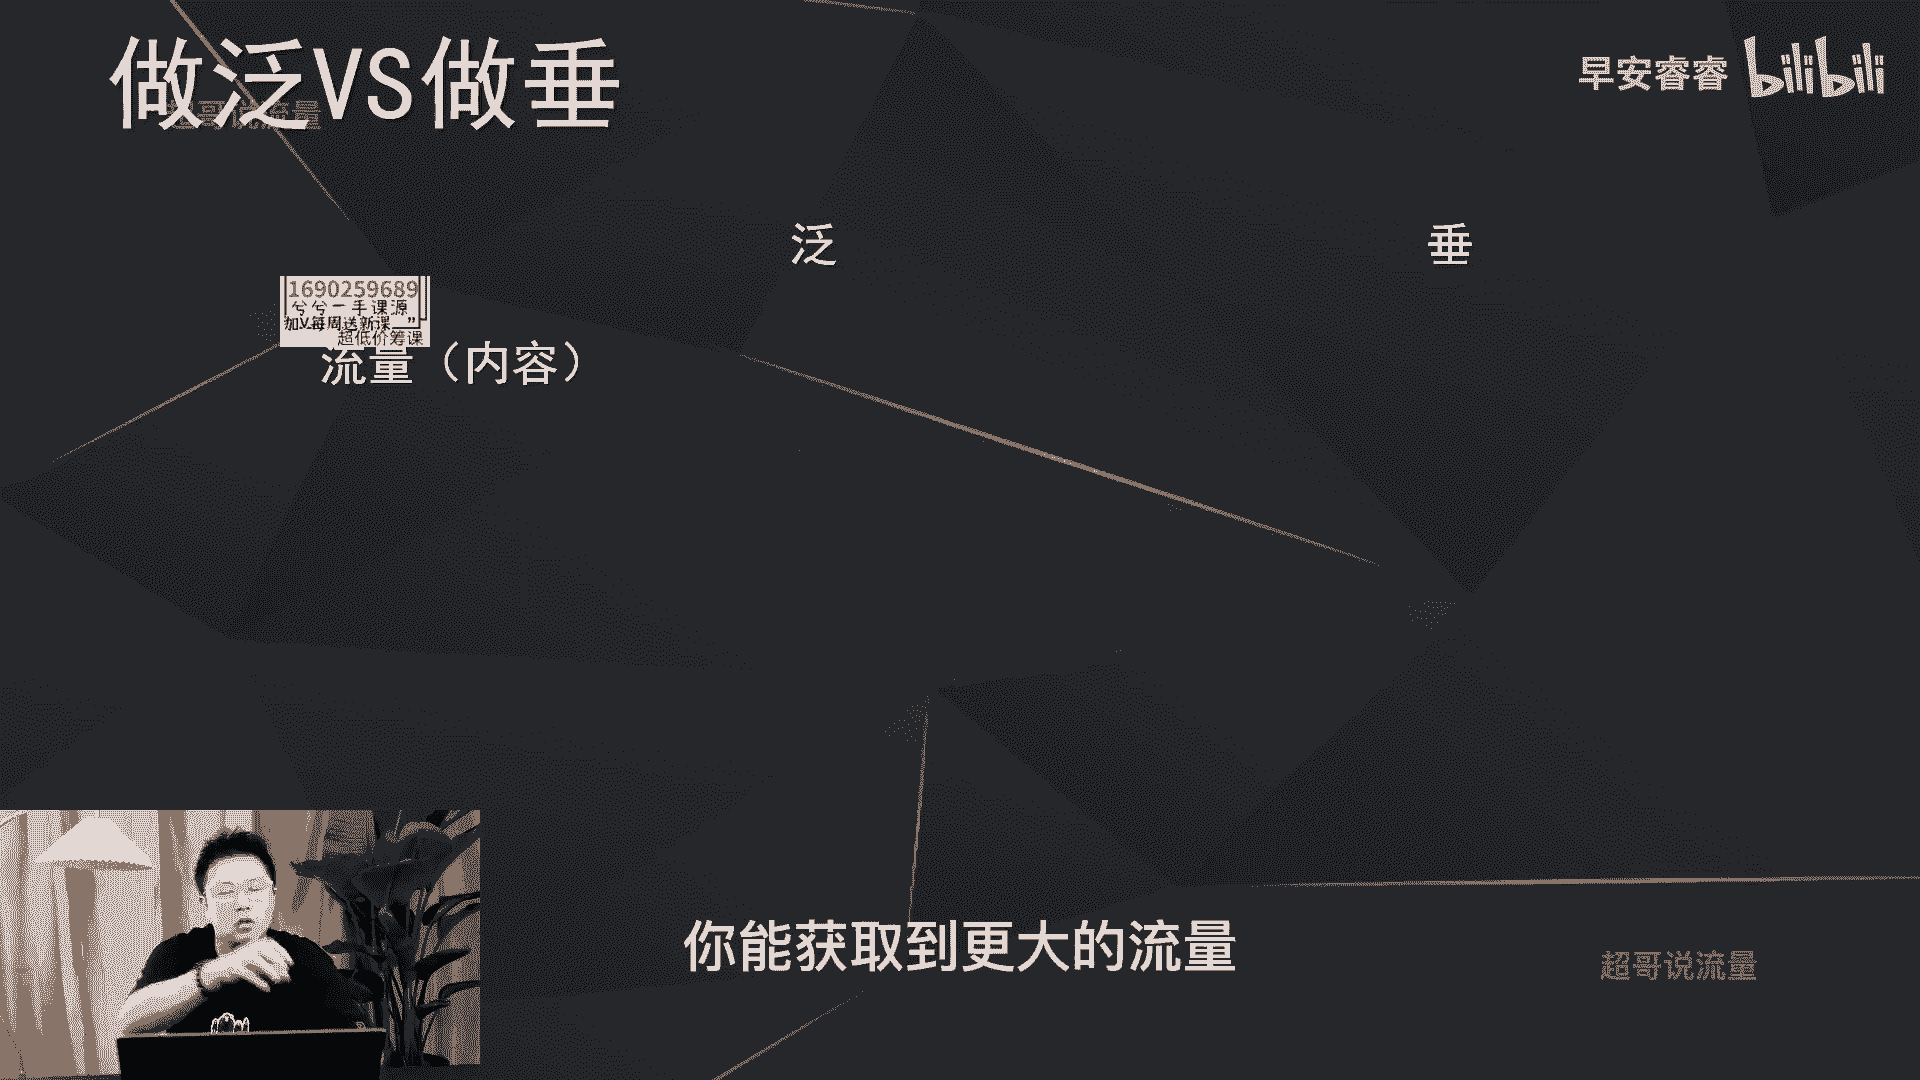 做泛VS做垂
超哥说流量
早安睿睿 bilibili
泛 垂
1690259689
兮兮一手课源
加V每周送新课
超低价筹课
流量（内容）
你能获取到更大的流量
超哥说流量